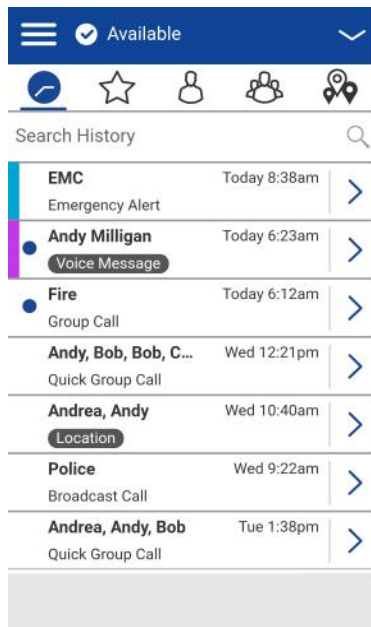 Available
Search History
EMC Today 8:38am
Emergency Alert
Andy Milligan Today 6:23am
Voice Message
Fire Today 6:12am
Group Call
Andy, Bob, Bob, C... Wed 12:21pm
Quick Group Call
Andrea, Andy Wed 10:40am
Location
Police Wed 9:22am
Broadcast Call
Andrea, Andy, Bob Tue 1:38pm
Quick Group Call